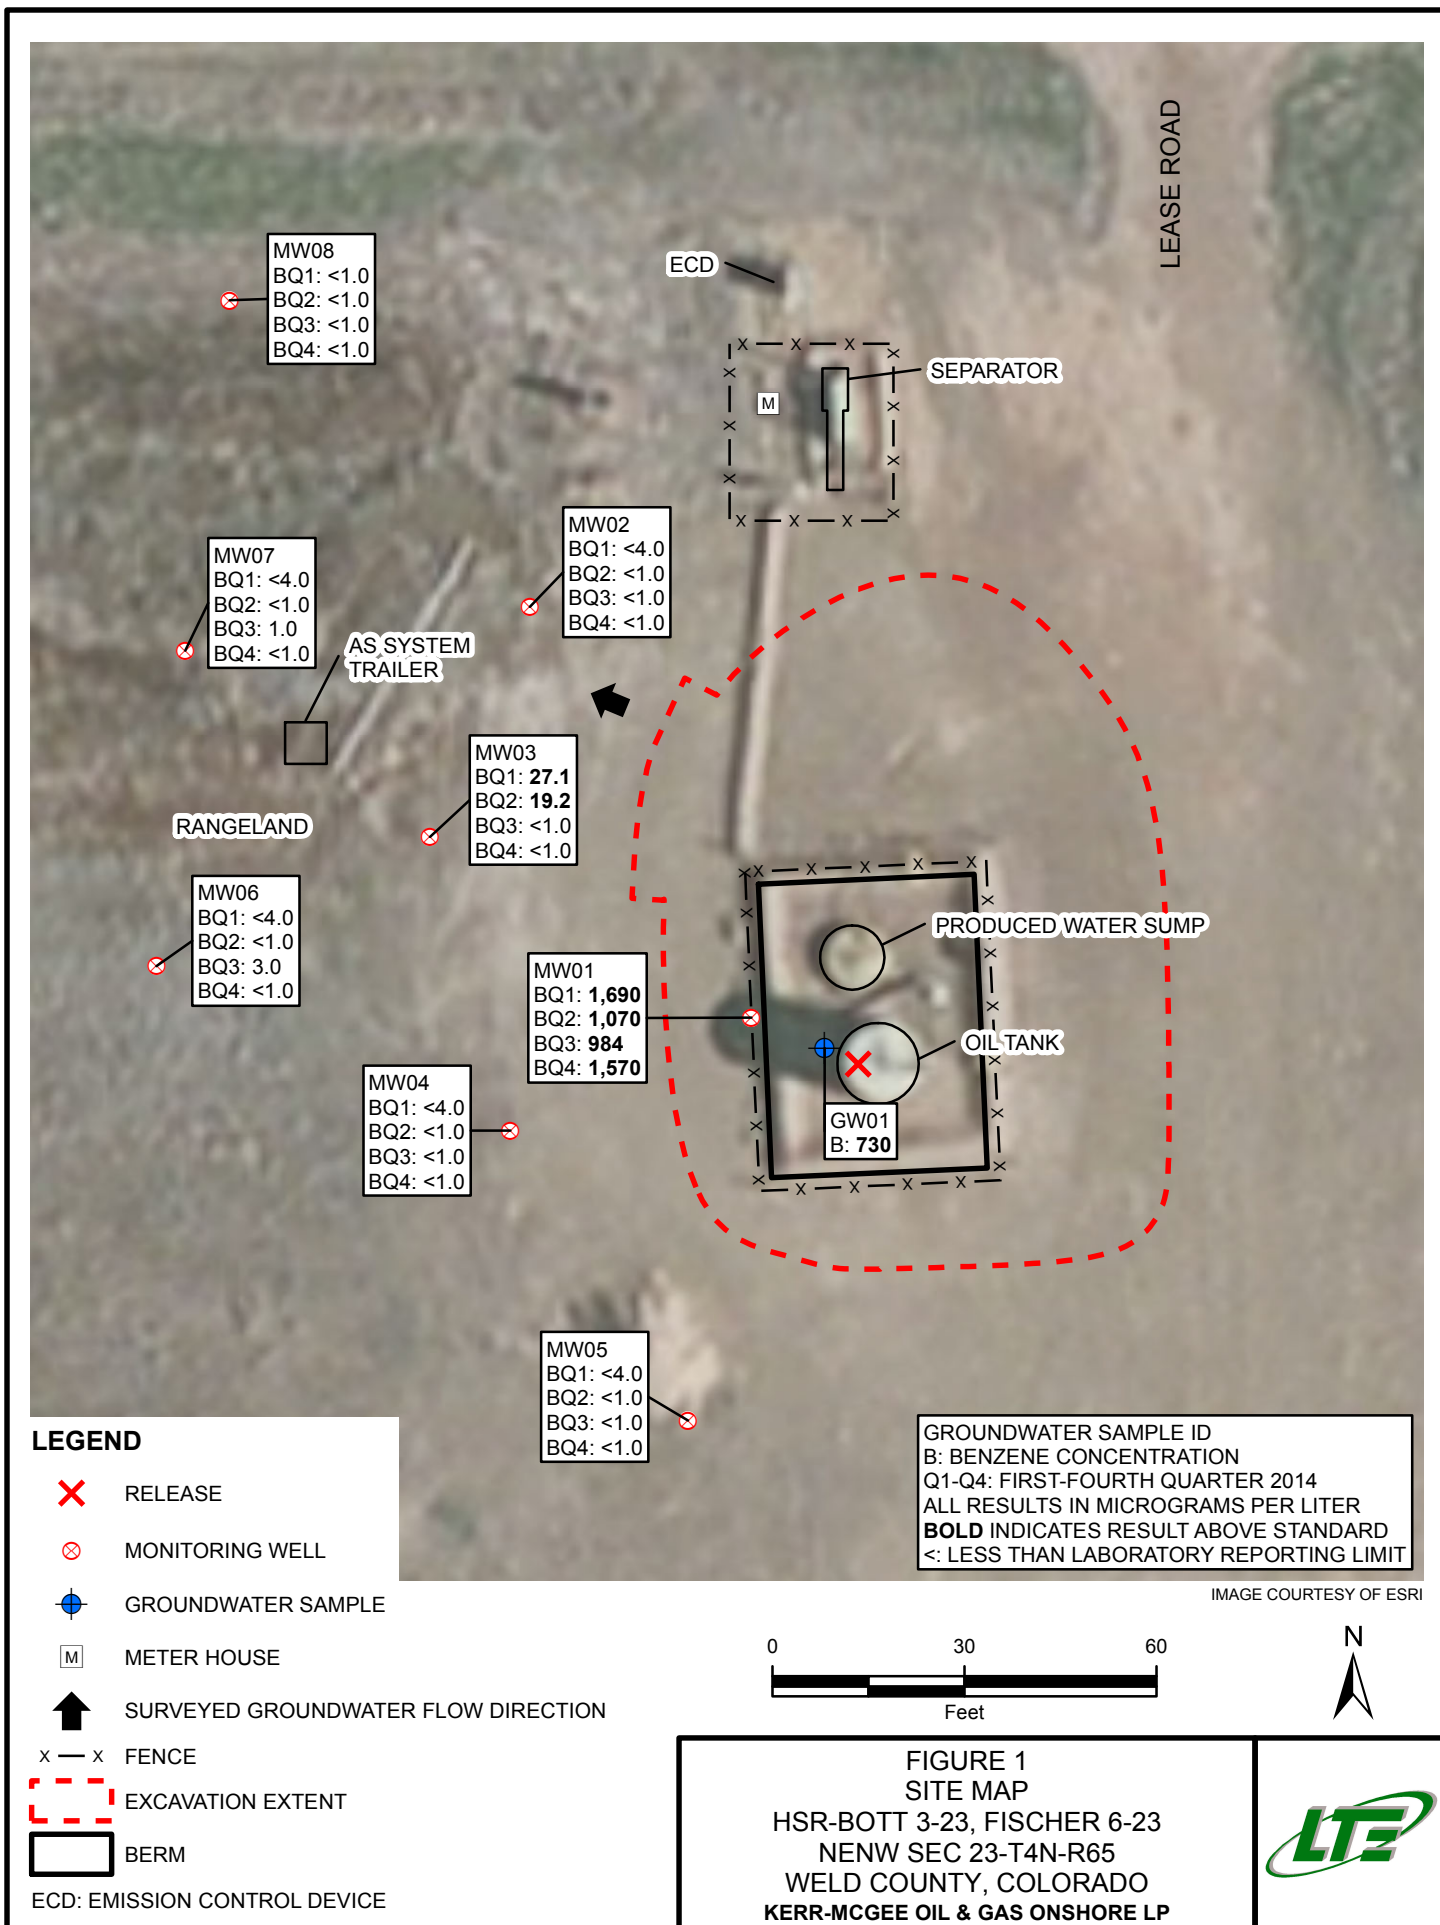 LEASE ROAD
MW08
BQ1: <1.0
BQ2: <1.0
BQ3: <1.0
BQ4: <1.0
ECD
SEPARATOR
M
X X X
X X
X X
X X
X X
X X X
MW02
BQ1: <4.0
BQ2: <1.0
BQ3: <1.0
BQ4: <1.0
MW07
BQ1: <4.0
BQ2: <1.0
BQ3: 1.0
BQ4: <1.0
AS SYSTEM
TRAILER
MW03
BQ1: 27.1
BQ2: 19.2
BQ3: <1.0
BQ4: <1.0
RANGELAND
MW06
BQ1: <4.0
BQ2: <1.0
BQ3: 3.0
BQ4: <1.0
PRODUCED WATER SUMP
MW01
BQ1: 1,690
BQ2: 1,070
BQ3: 984
BQ4: 1,570
OIL TANK
GW01
B: 730
MW04
BQ1: <4.0
BQ2: <1.0
BQ3: <1.0
BQ4: <1.0
MW05
BQ1: <4.0
BQ2: <1.0
BQ3: <1.0
BQ4: <1.0
GROUNDWATER SAMPLE ID
B: BENZENE CONCENTRATION
Q1-Q4: FIRST-FOURTH QUARTER 2014
ALL RESULTS IN MICROGRAMS PER LITER
BOLD INDICATES RESULT ABOVE STANDARD
<: LESS THAN LABORATORY REPORTING LIMIT
IMAGE COURTESY OF ESRI
LEGEND
RELEASE
MONITORING WELL
GROUNDWATER SAMPLE
M METER HOUSE
SURVEYED GROUNDWATER FLOW DIRECTION
X — X FENCE
EXCAVATION EXTENT
BERM
ECD: EMISSION CONTROL DEVICE
0 30 60
Feet
N
FIGURE 1
SITE MAP
HSR-BOTT 3-23, FISCHER 6-23
NENW SEC 23-T4N-R65
WELD COUNTY, COLORADO
KERR-MCGEE OIL & GAS ONSHORE LP
LTE